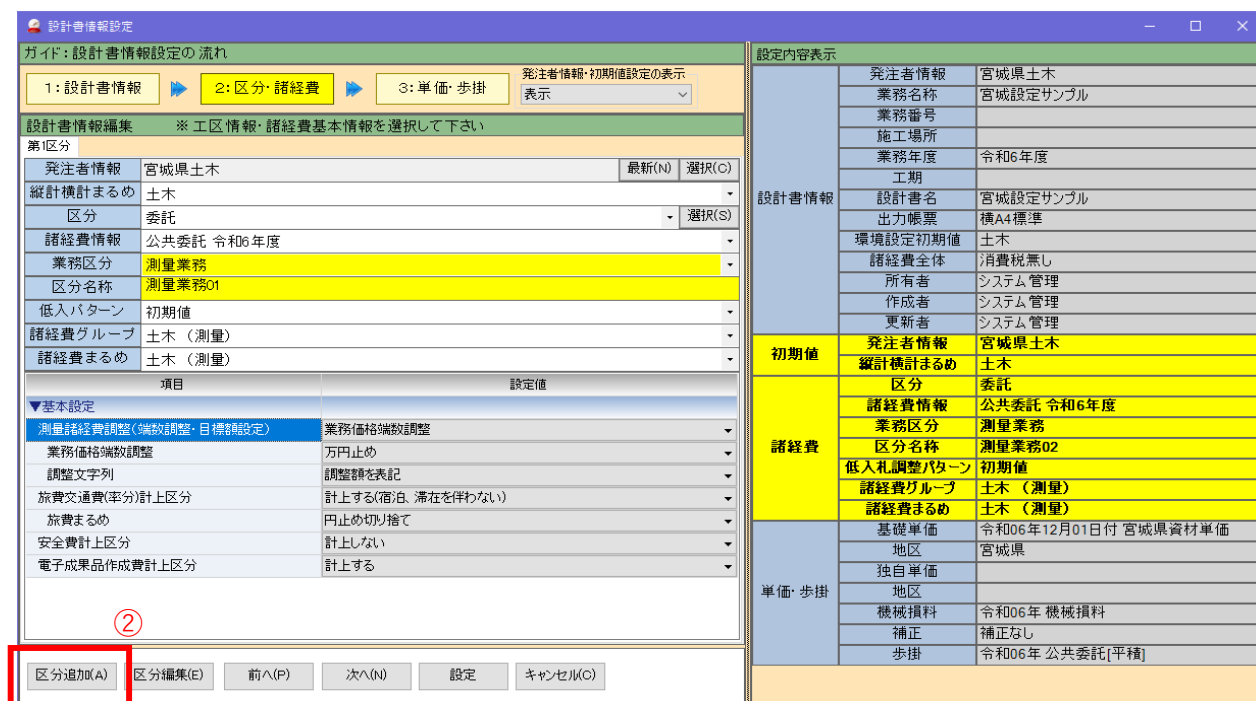 設計書情報設定
ガイド：設計書情報設定の流れ
1：設計書情報
2：区分・諸経費
3：単価・歩掛
発注者情報・初期値設定の表示
表示
設計書情報編集 ※工区情報・諸経費基本情報を選択して下さい
第1区分
発注者情報 宮城県土木 最新(N) 選択(C)
縦計横計まるめ 土木
区分 委託 選択(S)
諸経費情報 公共委託 令和6年度
業務区分 測量業務
区分名称 測量業務01
低入パターン 初期値
諸経費グループ 土木 （測量）
諸経費まるめ 土木 （測量）
項目 設定値
▼基本設定
測量諸経費調整(端数調整・目標額設定) 業務価格端数調整
業務価格端数調整 万円止め
調整文字列 調整額を表記
旅費交通費(率分)計上区分 計上する(宿泊、滞在を伴わない)
旅費まるめ 円止め切り捨て
安全費計上区分 計上しない
電子成果品作成費計上区分 計上する
②
区分追加(A) 区分編集(E) 前へ(P) 次へ(N) 設定 キャンセル(C)
設定内容表示
設計書情報
発注者情報 宮城県土木
業務名称 宮城設定サンプル
業務番号
施工場所
業務年度 令和6年度
工期
設計書名 宮城設定サンプル
出力帳票 横A4標準
環境設定初期値 土木
諸経費全体 消費税無し
所有者 システム管理
作成者 システム管理
更新者 システム管理
初期値
発注者情報 宮城県土木
縦計横計まるめ 土木
諸経費
区分 委託
諸経費情報 公共委託 令和6年度
業務区分 測量業務
区分名称 測量業務02
低入札調整パターン 初期値
諸経費グループ 土木 （測量）
諸経費まるめ 土木 （測量）
単価・歩掛
基礎単価 令和06年12月01日付 宮城県資材単価
地区 宮城県
独自単価
地区
機械損料 令和06年 機械損料
補正 補正なし
歩掛 令和06年 公共委託[平積]